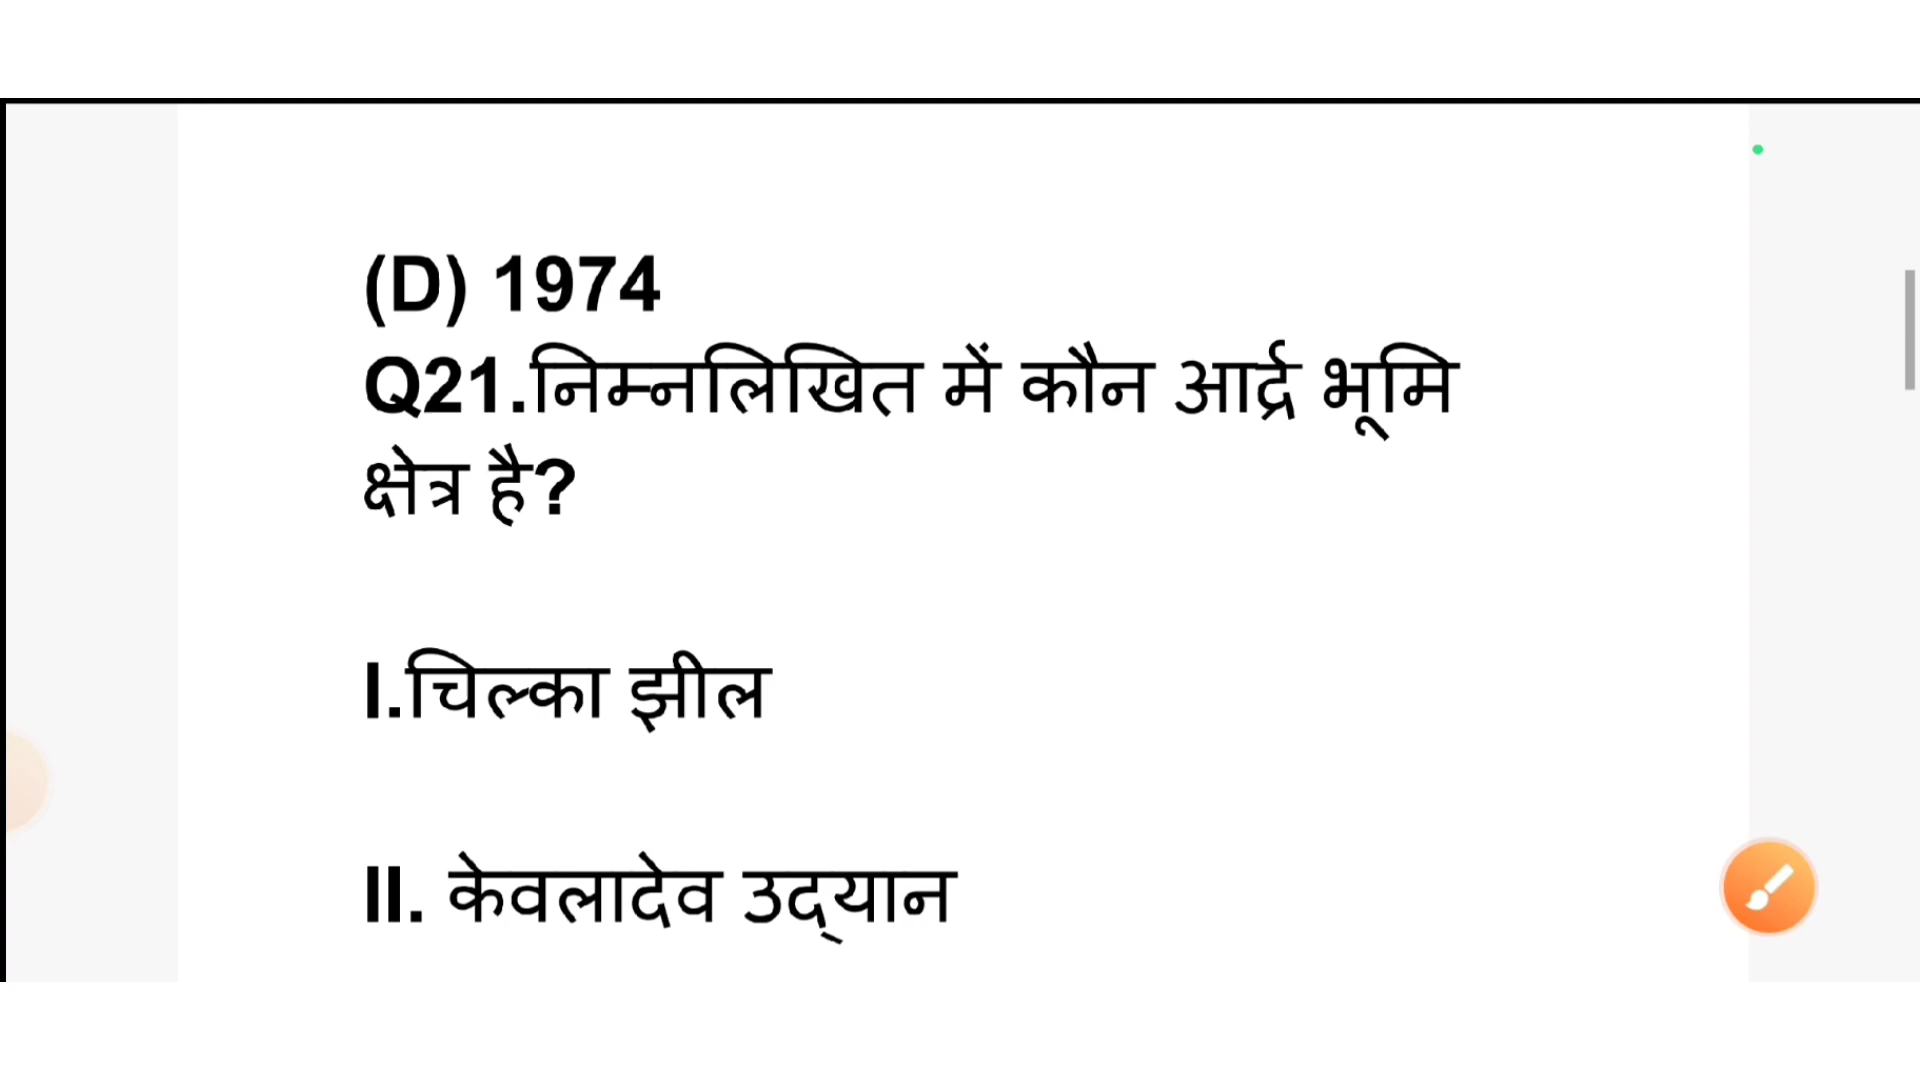 (D) 1974
Q21.निम्नलिखित में कौन आर्द्र भूमि
क्षेत्र है?
I.चिल्का झील
II. केवलादेव उद्‌यान